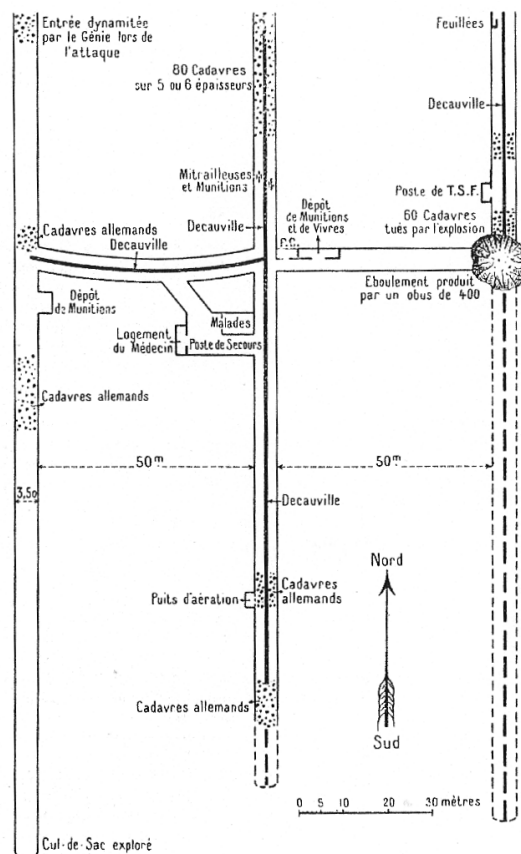 Entrée dynamitée
par le Génie lors de
l'attaque
Feuillées
80 Cadavres
sur 5 ou 6 épaisseurs
Decauville
Mitrailleuses
et Munitions
Poste de T.S.F.
Dépôt
de Munitions
et de Vivres
60 Cadavres
tués par l'explosion
Decauville
Cadavres allemands
Decauville
P.C.
Eboulement produit
par un obus de 400
Dépôt
de Munitions
Malades
Logement
du Médecin
Poste de Secours
Cadavres allemands
50m
50m
3,50
Decauville
Nord
Puits d'aération
Cadavres
allemands
Cadavres allemands
Sud
0 5 10 20 30 mètres
Cul-de-Sac exploré